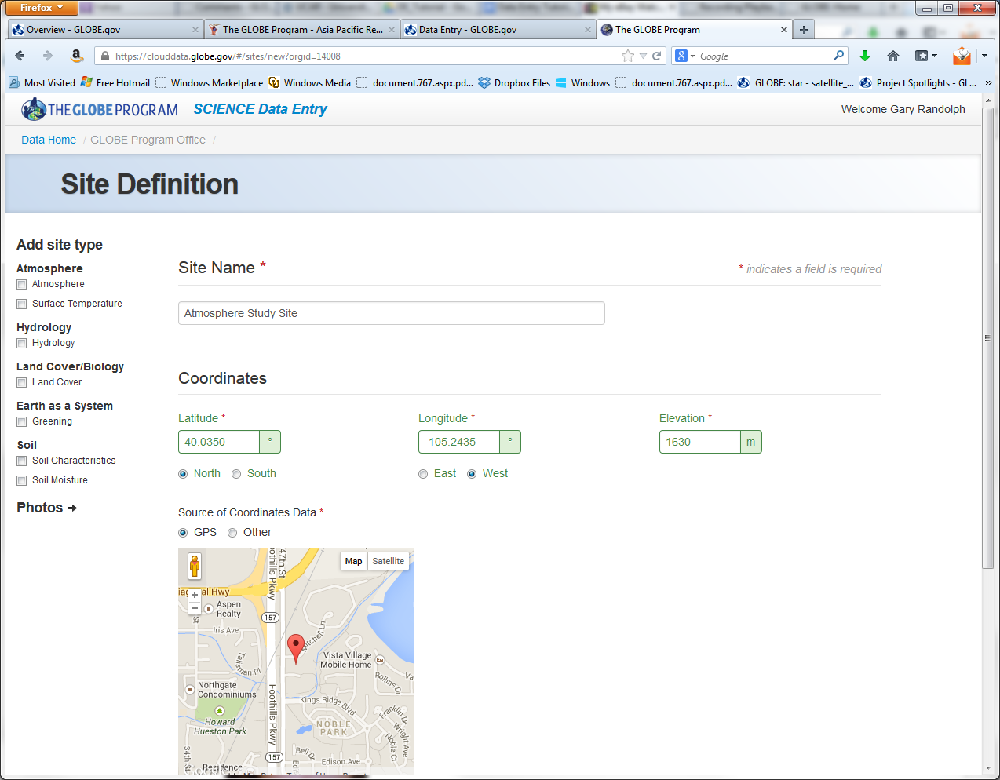 Firefox
Overview - GLOBE.gov
The GLOBE Program - Asia Pacific Re...
Data Entry - GLOBE.gov
The GLOBE Program
https://clouddata.globe.gov/#/sites/new?orgid=14008
Google
Most Visited
Free Hotmail
Windows Marketplace
Windows Media
document.767.aspx.pd...
Dropbox Files
Windows
document.767.aspx.pd...
GLOBE: star - satellite_...
Project Spotlights - GL...
THE GLOBE PROGRAM
SCIENCE Data Entry
Welcome Gary Randolph
Data Home / GLOBE Program Office /
Site Definition
Add site type
Atmosphere
Atmosphere
Surface Temperature
Hydrology
Hydrology
Land Cover/Biology
Land Cover
Earth as a System
Greening
Soil
Soil Characteristics
Soil Moisture
Photos
Site Name *
* indicates a field is required
Atmosphere Study Site
Coordinates
Latitude *
40.0350 °
North South
Longitude *
-105.2435 °
East West
Elevation *
1630 m
Source of Coordinates Data *
GPS Other
Map Satellite
47th St
Foothills Pkwy
Hwy
Aspen
Realty
157
Iris Ave
Mitchell Ln
Talisman Pl
Vista Village
Mobile Home
Rollins Dr
Northgate
Condominiums
Kings Ridge Blvd
Foothills Pkwy
Howard
Hueston Park
NOBLE
PARK
Franklin Dr
Wright Ave
Noble Ct
34th St
157
Bell Dr
Edison Ave
Residence